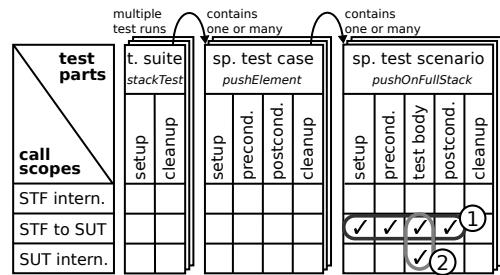 multiple
test runs
contains
one or many
contains
one or many
test
parts
call
scopes
t. suite
stackTest
setup
cleanup
sp. test case
pushElement
setup
precond.
postcond.
cleanup
sp. test scenario
pushOnFullStack
setup
precond.
test body
postcond.
cleanup
STF intern.
STF to SUT
✓ ✓ ✓ ✓ 1
SUT intern.
✓ 2